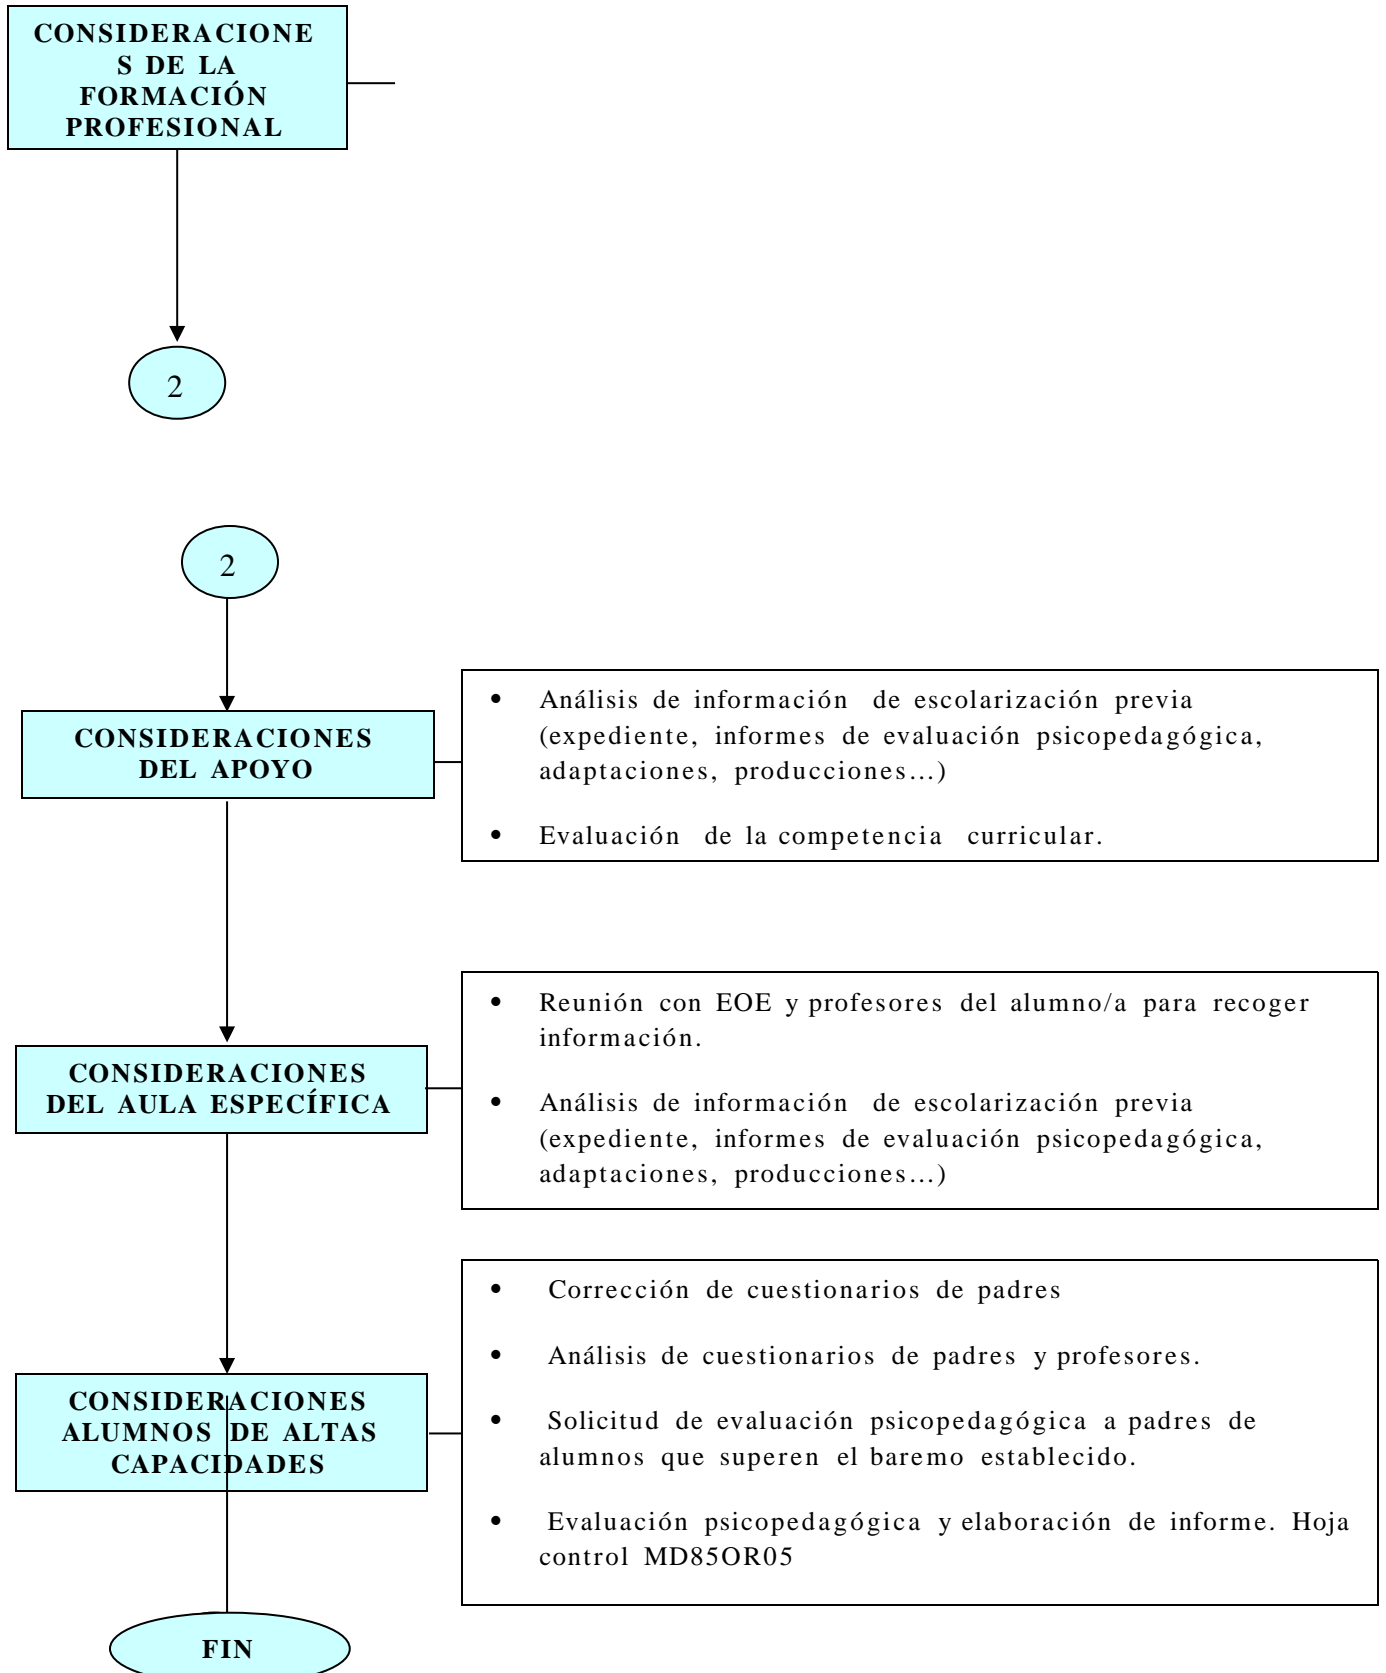 CONSIDERACIONE
S DE LA
FORMACIÓN
PROFESIONAL
2
2
CONSIDERACIONES
DEL APOYO
• Análisis de información de escolarización previa
(expediente, informes de evaluación psicopedagógica,
adaptaciones, producciones…)
• Evaluación de la competencia curricular.
CONSIDERACIONES
DEL AULA ESPECÍFICA
• Reunión con EOE y profesores del alumno/a para recoger
información.
• Análisis de información de escolarización previa
(expediente, informes de evaluación psicopedagógica,
adaptaciones, producciones…)
CONSIDERACIONES
ALUMNOS DE ALTAS
CAPACIDADES
• Corrección de cuestionarios de padres
• Análisis de cuestionarios de padres y profesores.
• Solicitud de evaluación psicopedagógica a padres de
alumnos que superen el baremo establecido.
• Evaluación psicopedagógica y elaboración de informe. Hoja
control MD85OR05
FIN